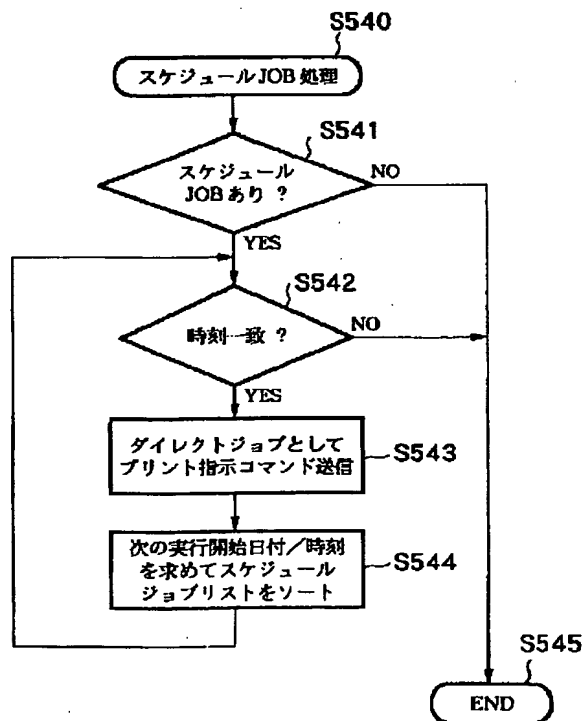 S540
スケジュールJOB処理
S541
スケジュール
JOBあり ?
NO
YES
S542
時刻一致 ?
NO
YES
ダイレクトジョブとして
プリント指示コマンド送信
S543
次の実行開始日付/時刻
を求めてスケジュール
ジョブリストをソート
S544
S545
END